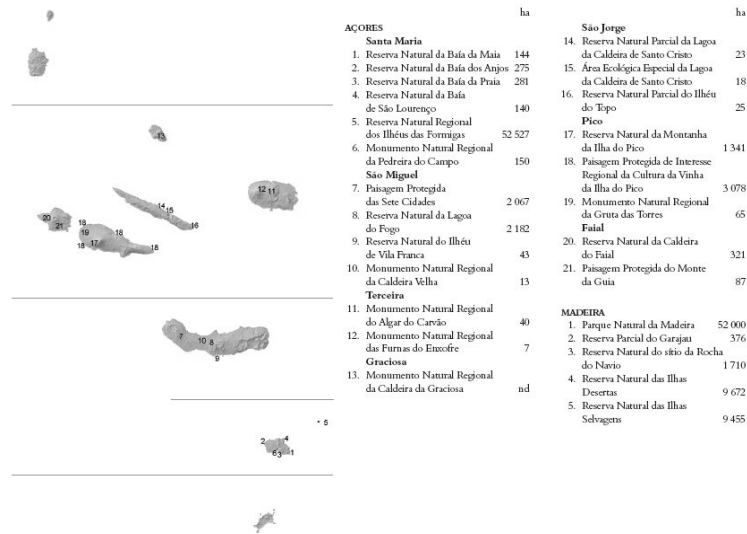 ha
AÇORES
Santa Maria
1. Reserva Natural da Baía da Maia 144
2. Reserva Natural da Baía dos Anjos 275
3. Reserva Natural da Baía da Praia 281
4. Reserva Natural da Baía
de São Lourenço 140
5. Reserva Natural Regional
dos Ilhéus das Formigas 52 527
6. Monumento Natural Regional
da Pedreira do Campo 150
São Miguel
7. Paisagem Protegida
das Sete Cidades 2 067
8. Reserva Natural da Lagoa
do Fogo 2 182
9. Reserva Natural do Ilhéu
de Vila Franca 43
10. Monumento Natural Regional
da Caldeira Velha 13
Terceira
11. Monumento Natural Regional
do Algar do Carvão 40
12. Monumento Natural Regional
das Furnas do Enxofre 7
Graciosa
13. Monumento Natural Regional
da Caldeira da Graciosa nd
ha
São Jorge
14. Reserva Natural Parcial da Lagoa
da Caldeira de Santo Cristo 23
15. Área Ecológica Especial da Lagoa
da Caldeira de Santo Cristo 18
16. Reserva Natural Parcial do Ilhéu
do Topo 25
Pico
17. Reserva Natural da Montanha
da Ilha do Pico 1 341
18. Paisagem Protegida de Interesse
Regional da Cultura da Vinha
da Ilha do Pico 3 078
19. Monumento Natural Regional
da Gruta das Torres 65
Faial
20. Reserva Natural da Caldeira
do Faial 321
21. Paisagem Protegida do Monte
da Guia 87
MADEIRA
1. Parque Natural da Madeira 52 000
2. Reserva Parcial do Garajau 376
3. Reserva Natural do sítio da Rocha
do Navio 1 710
4. Reserva Natural das Ilhas
Desertas 9 672
5. Reserva Natural das Ilhas
Selvagens 9 455
13
12 11
14
15
16
20
21
18
19
18
18 17
18
7
10 8
9
5
2 4
6 3 1